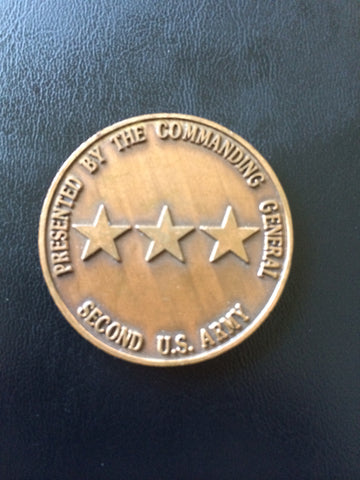 PRESENTED BY THE COMMANDING GENERAL
SECOND U.S. ARMY